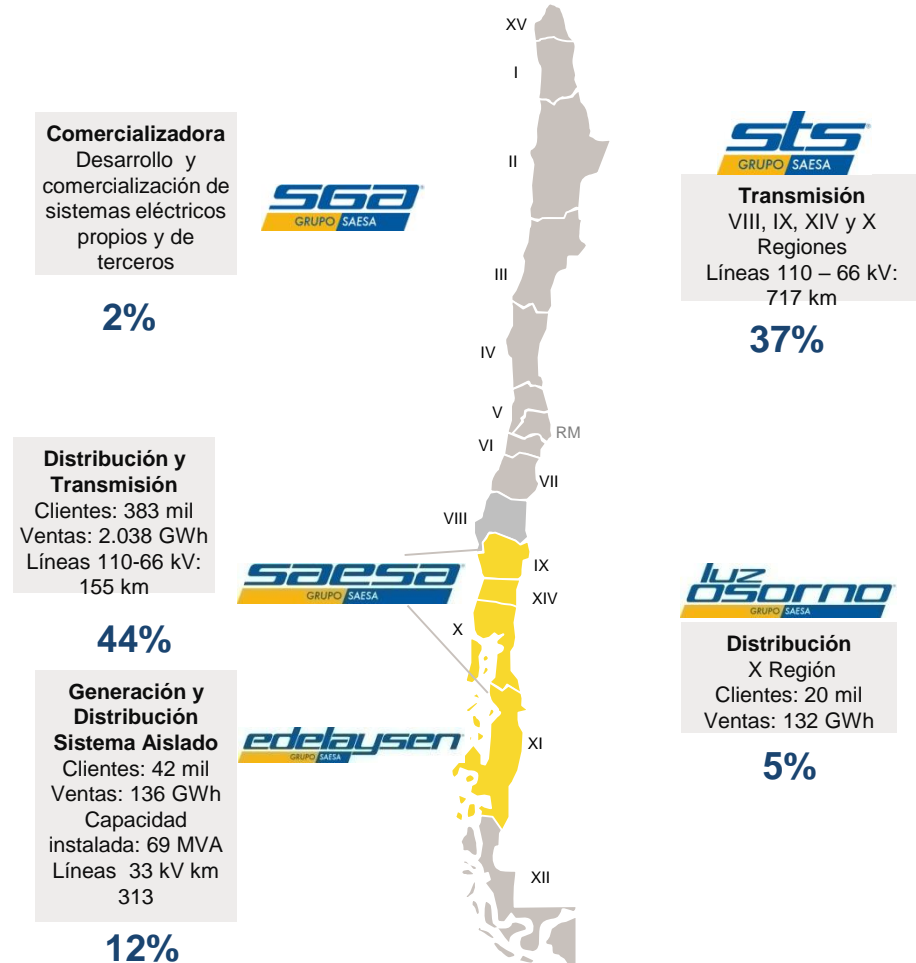 XV
I
II
III
IV
V
RM
VI
VII
VIII
IX
XIV
X
XI
XII
Comercializadora
Desarrollo y
comercialización de
sistemas eléctricos
propios y de
terceros
2%
sga
GRUPO SAESA
sts
GRUPO SAESA
Transmisión
VIII, IX, XIV y X
Regiones
Líneas 110 – 66 kV:
717 km
37%
Distribución y
Transmisión
Clientes: 383 mil
Ventas: 2.038 GWh
Líneas 110-66 kV:
155 km
44%
saesa
GRUPO SAESA
luz
osorno
GRUPO SAESA
Distribución
X Región
Clientes: 20 mil
Ventas: 132 GWh
5%
Generación y
Distribución
Sistema Aislado
Clientes: 42 mil
Ventas: 136 GWh
Capacidad
instalada: 69 MVA
Líneas 33 kV km
313
12%
edelaysen
GRUPO SAESA